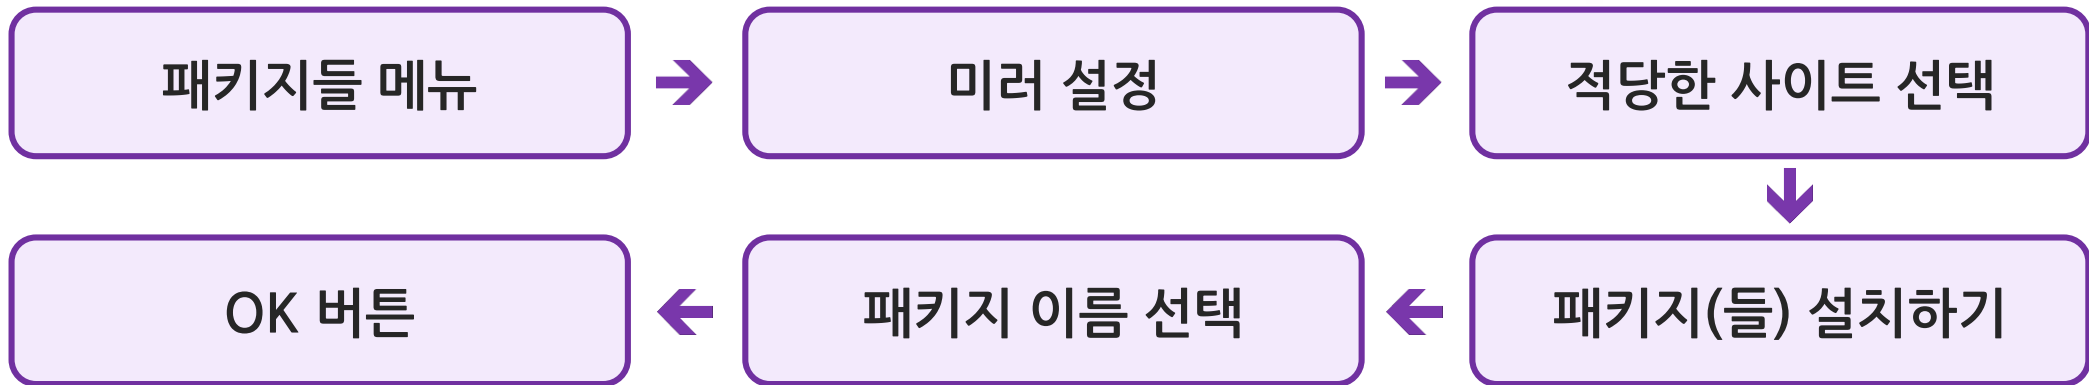 패키지들 메뉴
미러 설정
적당한 사이트 선택
패키지(들) 설치하기
패키지 이름 선택
OK 버튼